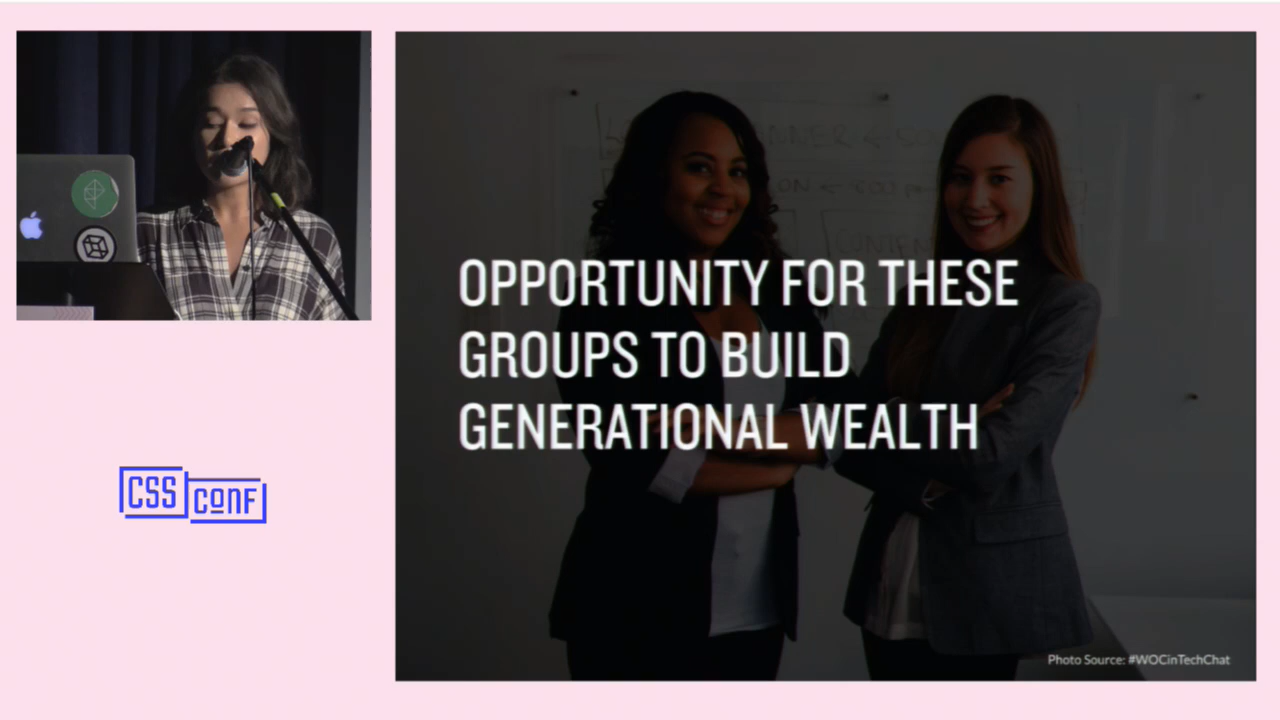 OPPORTUNITY FOR THESE
GROUPS TO BUILD
GENERATIONAL WEALTH
Photo Source: #WOCinTechChat
CSS
CONF